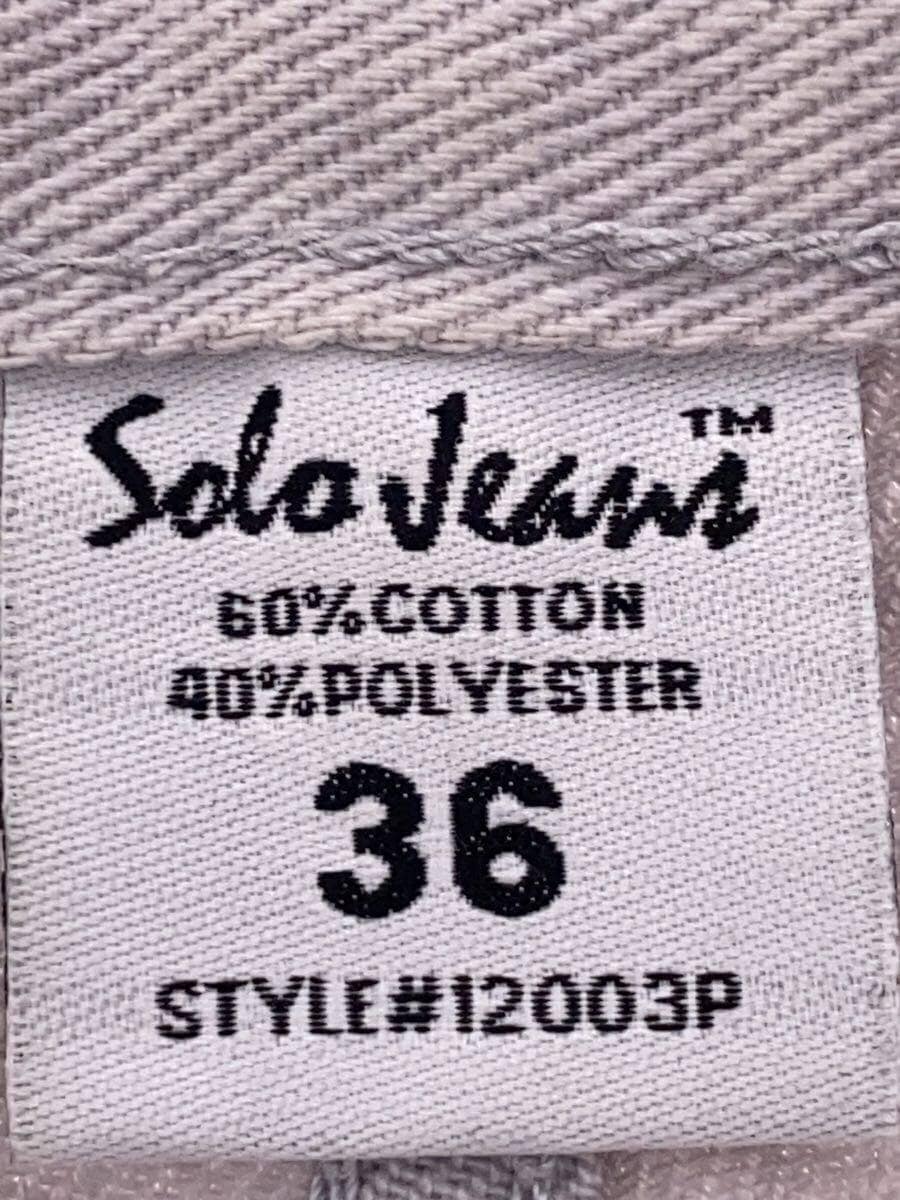 Solo Jeans™
60%COTTON
40%POLYESTER
36
STYLE#12003P